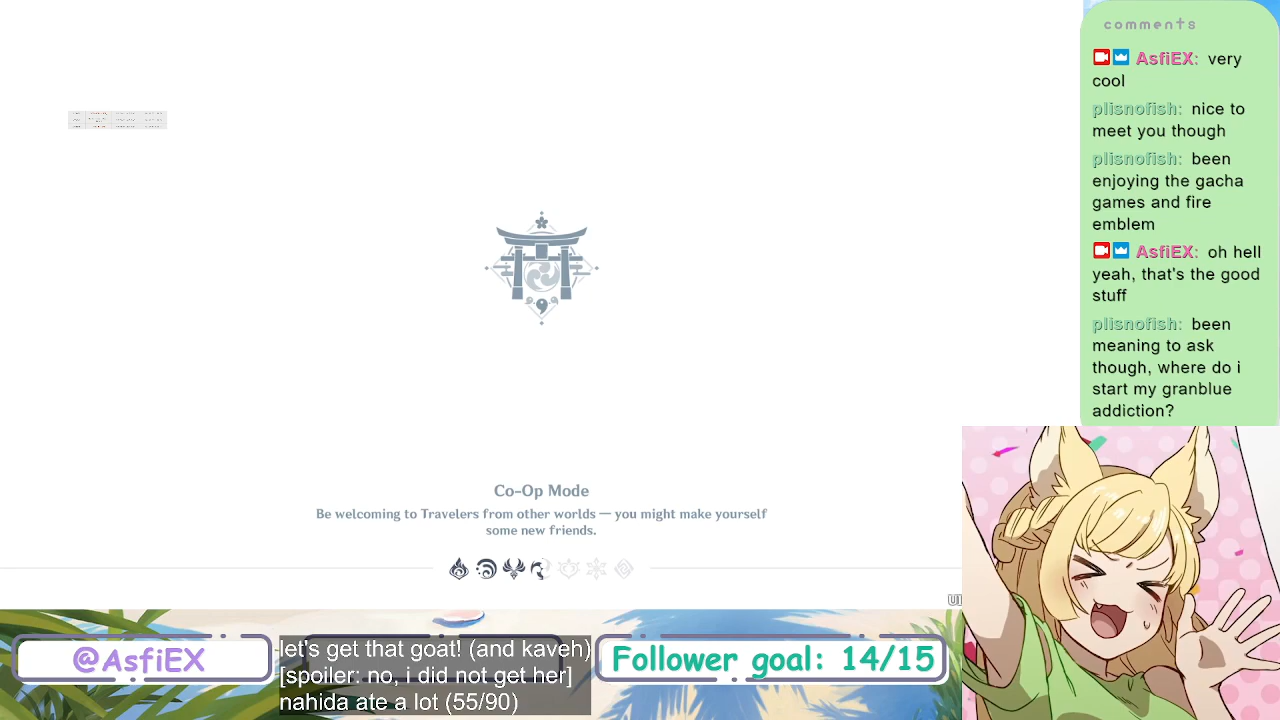 comments
AsfiEX: very
cool
plisnofish: nice to
meet you though
plisnofish: been
enjoying the gacha
games and fire
emblem
AsfiEX: oh hell
yeah, that's the good
stuff
plisnofish: been
meaning to ask
though, where do i
start my granblue
addiction?
Co-Op Mode
Be welcoming to Travelers from other worlds — you might make yourself
some new friends.
@AsfiEX
let's get that goat! (and kaveh)
[spoiler: no, i did not get her]
nahida ate a lot (55/90)
Follower goal: 14/15